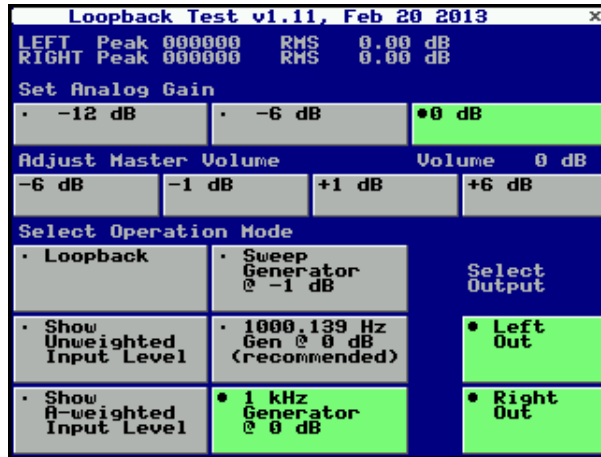 Loopback Test v1.11, Feb 20 2013 x
LEFT Peak 000000 RMS 0.00 dB
RIGHT Peak 000000 RMS 0.00 dB
Set Analog Gain
· -12 dB · -6 dB ●0 dB
Adjust Master Volume Volume 0 dB
-6 dB -1 dB +1 dB +6 dB
Select Operation Mode
· Loopback
· Sweep
Generator
@ -1 dB
Select
Output
· Show
Unweighted
Input Level
· 1000.139 Hz
Gen @ 0 dB
(recommended)
● Left
Out
· Show
A-weighted
Input Level
● 1 kHz
Generator
@ 0 dB
● Right
Out